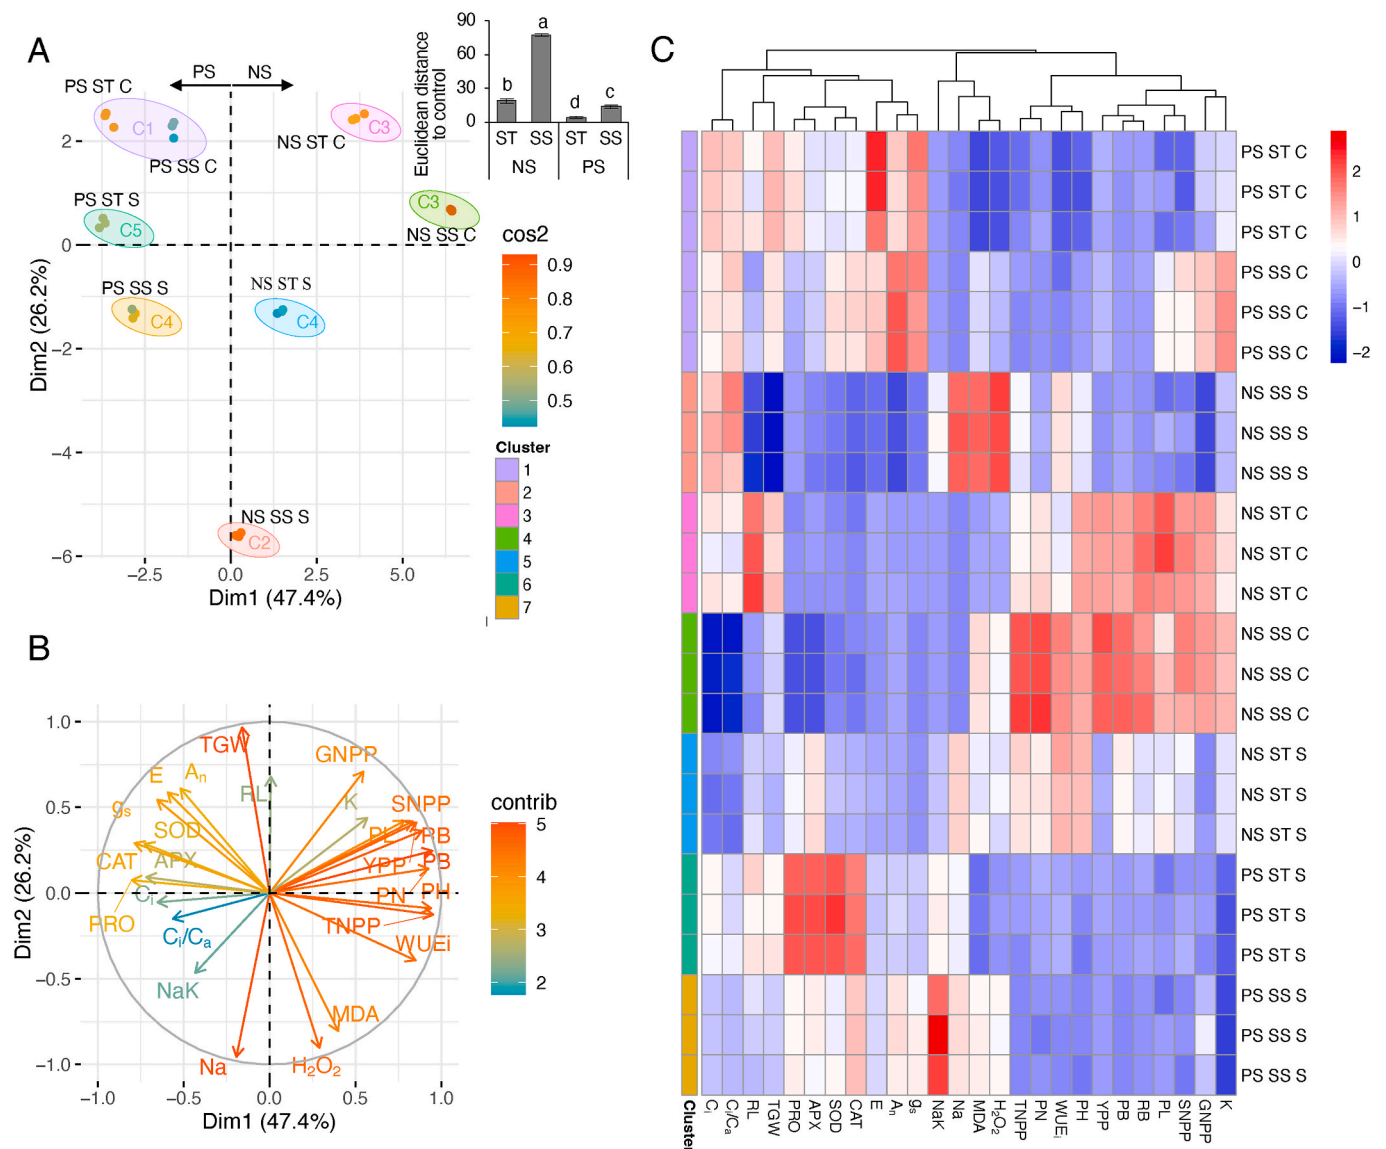 A
PS ST C
PS
NS
C1
PS SS C
C3
NS ST C
PS ST S
C5
C3
NS SS C
PS SS S
C4
NS ST S
C4
NS SS S
C2
2
0
−2
−4
−6
−2.5
0.0
2.5
5.0
Dim1 (47.4%)
Dim2 (26.2%)
Euclidean distance
to control
90
60
30
0
b
a
d
c
ST SS ST SS
NS PS
cos2
0.9
0.8
0.7
0.6
0.5
Cluster
1
2
3
4
5
6
7
B
1.0
0.5
0.0
−0.5
−1.0
−1.0
−0.5
0.0
0.5
1.0
Dim1 (47.4%)
Dim2 (26.2%)
TGW
GNPP
E
An
RL
K
SNPP
gs
SOD
PL
RB
CAT
APX
YPP
PB
Ci
PN
PH
PRO
TNPP
Ci/Ca
WUEi
NaK
MDA
Na
H2O2
contrib
5
4
3
2
C
PS ST C
PS ST C
PS ST C
PS SS C
PS SS C
PS SS C
NS SS S
NS SS S
NS SS S
NS ST C
NS ST C
NS ST C
NS SS C
NS SS C
NS SS C
NS ST S
NS ST S
NS ST S
PS ST S
PS ST S
PS ST S
PS SS S
PS SS S
PS SS S
Cluster
Ci
Ci/Ca
RL
TGW
PRO
APX
SOD
CAT
E
An
gs
NaK
Na
MDA
H2O2
TNPP
PN
WUEi
PH
YPP
PB
RB
PL
SNPP
GNPP
K
2
1
0
−1
−2